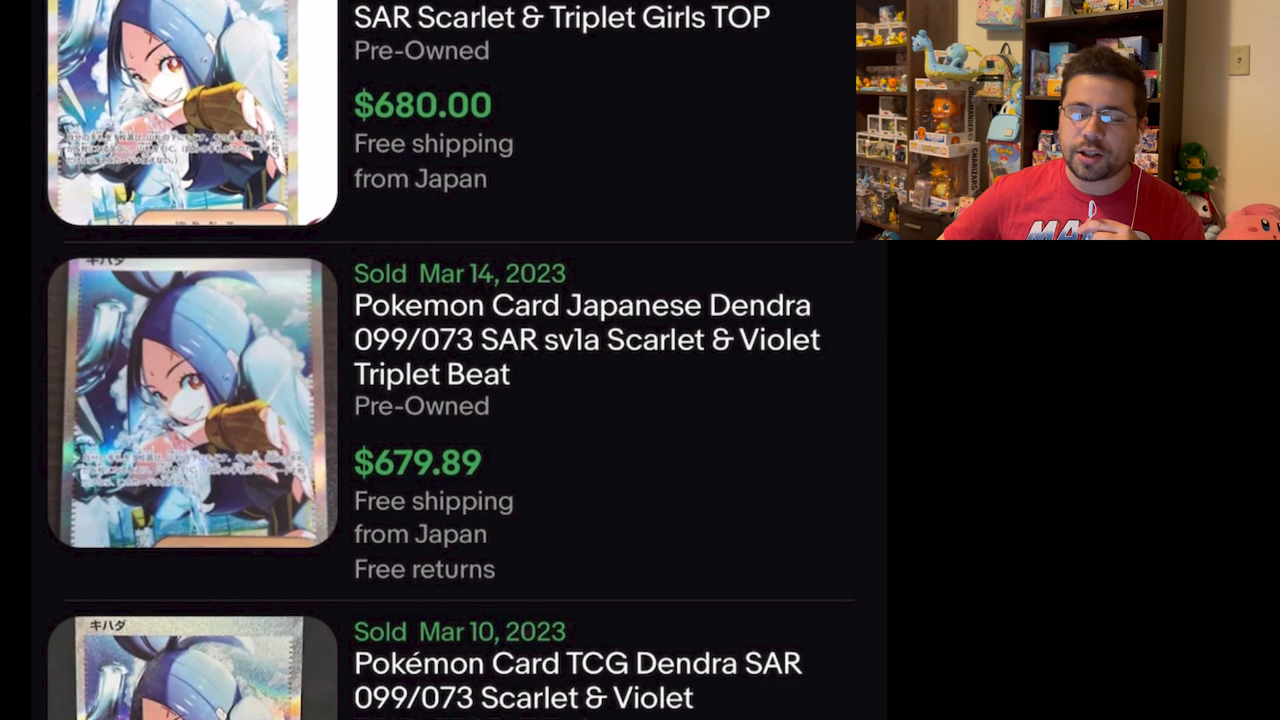 SAR Scarlet & Triplet Girls TOP
Pre-Owned
$680.00
Free shipping
from Japan
Sold Mar 14, 2023
Pokemon Card Japanese Dendra
099/073 SAR sv1a Scarlet & Violet
Triplet Beat
Pre-Owned
$679.89
Free shipping
from Japan
Free returns
キハダ
Sold Mar 10, 2023
Pokémon Card TCG Dendra SAR
099/073 Scarlet & Violet